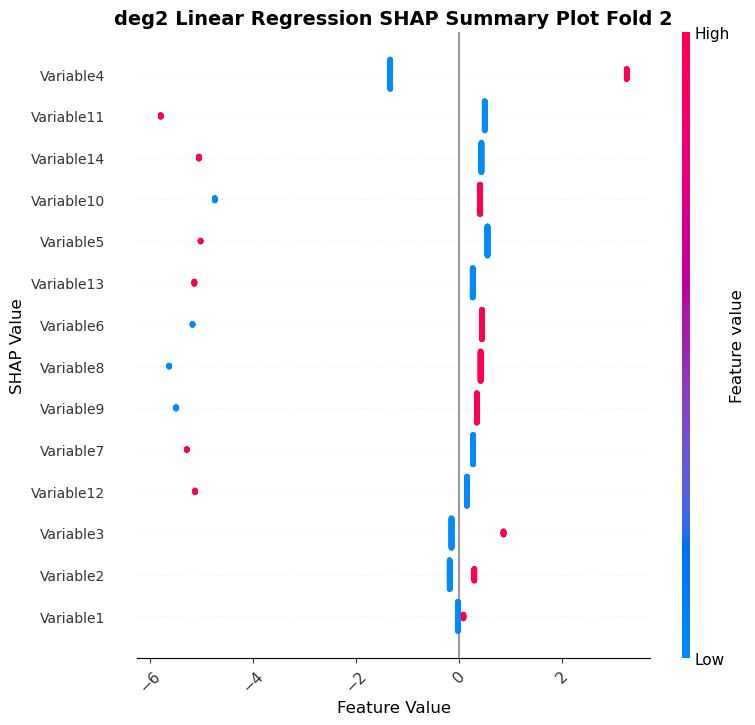 deg2 Linear Regression SHAP Summary Plot Fold 2
High
Variable4
Variable11
Variable14
Variable10
Variable5
Variable13
Variable6
Variable8
Variable9
Variable7
Variable12
Variable3
Variable2
Variable1
SHAP Value
Feature value
Low
−6 −4 −2 0 2
Feature Value